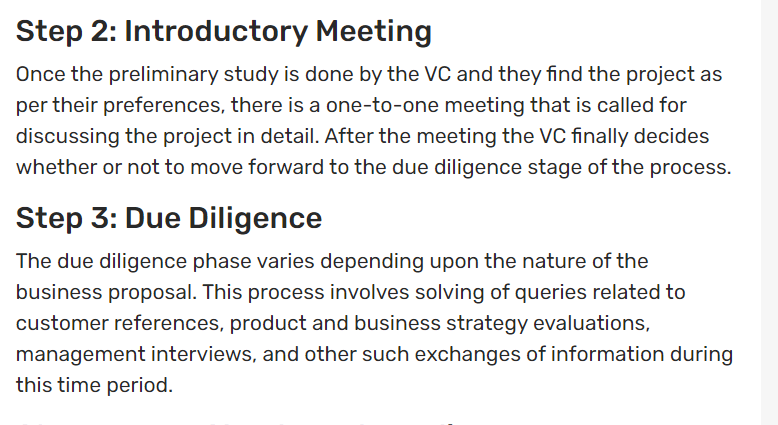 Step 2: Introductory Meeting
Once the preliminary study is done by the VC and they find the project as
per their preferences, there is a one-to-one meeting that is called for
discussing the project in detail. After the meeting the VC finally decides
whether or not to move forward to the due diligence stage of the process.
Step 3: Due Diligence
The due diligence phase varies depending upon the nature of the
business proposal. This process involves solving of queries related to
customer references, product and business strategy evaluations,
management interviews, and other such exchanges of information during
this time period.